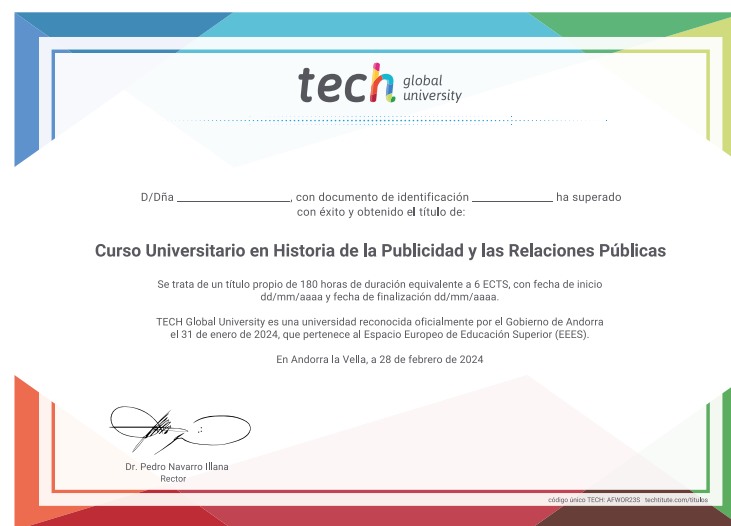 tech global university
D/Dña ______________, con documento de identificación __________ ha superado
con éxito y obtenido el título de:
Curso Universitario en Historia de la Publicidad y las Relaciones Públicas
Se trata de un título propio de 180 horas de duración equivalente a 6 ECTS, con fecha de inicio
dd/mm/aaaa y fecha de finalización dd/mm/aaaa.
TECH Global University es una universidad reconocida oficialmente por el Gobierno de Andorra
el 31 de enero de 2024, que pertenece al Espacio Europeo de Educación Superior (EEES).
En Andorra la Vella, a 28 de febrero de 2024
Dr. Pedro Navarro Illana
Rector
código único TECH: AFWOR23S techtitute.com/titulos